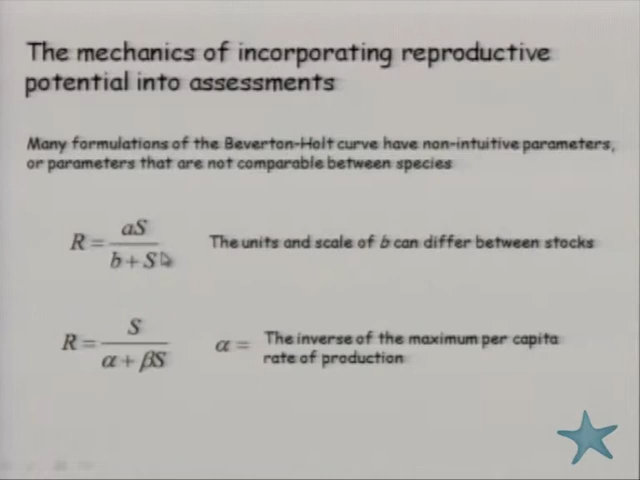 The mechanics of incorporating reproductive
potential into assessments
Many formulations of the Beverton-Holt curve have non-intuitive parameters,
or parameters that are not comparable between species
R = aS / b + S The units and scale of b can differ between stocks
R = S / α + βS α = The inverse of the maximum per capita
rate of production